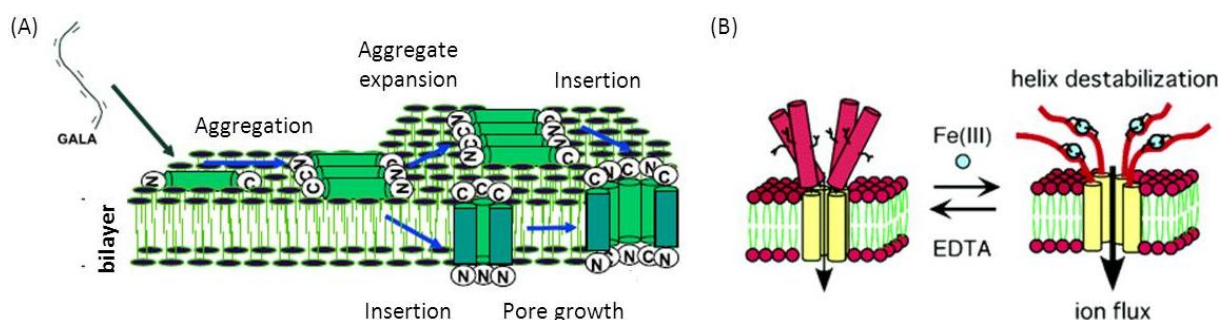 (A)
GALA
Aggregation
Aggregate
expansion
Insertion
N C
N C C N C N
N C N C N C
C C C
C N C N C
N N N
N C N C N
bilayer
Insertion
Pore growth
(B)
Fe(III)
EDTA
helix destabilization
ion flux